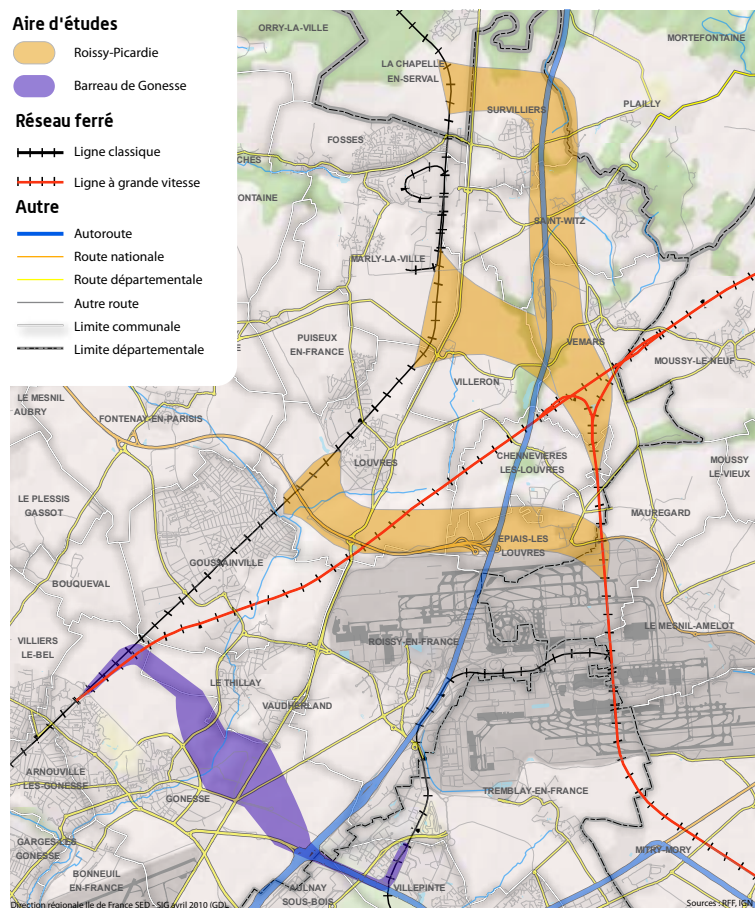 Aire d'études
Roissy-Picardie
Barreau de Gonesse
Réseau ferré
Ligne classique
Ligne à grande vitesse
Autre
Autoroute
Route nationale
Route départementale
Autre route
Limite communale
Limite départementale
ORRY-LA-VILLE
MORTEFONTAINE
LA CHAPELLE
EN-SERVAL
SURVILLIERS
PLAILLY
FOSSES
CHES
ONTAINE
SAINT-WITZ
MARLY-LA-VILLE
PUISEUX
EN-FRANCE
VEMARS
MOUSSY-LE-NEUF
VILLERON
LE MESNIL
AUBRY
FONTENAY-EN-PARISIS
LOUVRES
CHENNEVIERES
LES-LOUVRES
MOUSSY
LE-VIEUX
LE PLESSIS
GASSOT
MAUREGARD
EPIAIS-LES
LOUVRES
GOUSSAINVILLE
BOUQUEVAL
VILLIERS
LE-BEL
ROISSY-EN-FRANCE
LE MESNIL-AMELOT
LE THILLAY
VAUDHERLAND
ARNOUVILLE
LES-GONESSE
GONESSE
TREMBLAY-EN-FRANCE
GARGES-LES
GONESSE
MITRY-MORY
BONNEUIL
EN-FRANCE
AULNAY
SOUS-BOIS
VILLEPINTE
Direction régionale Ile de France SED - SIG avril 2010 (GDL
Sources : RFF, IGN